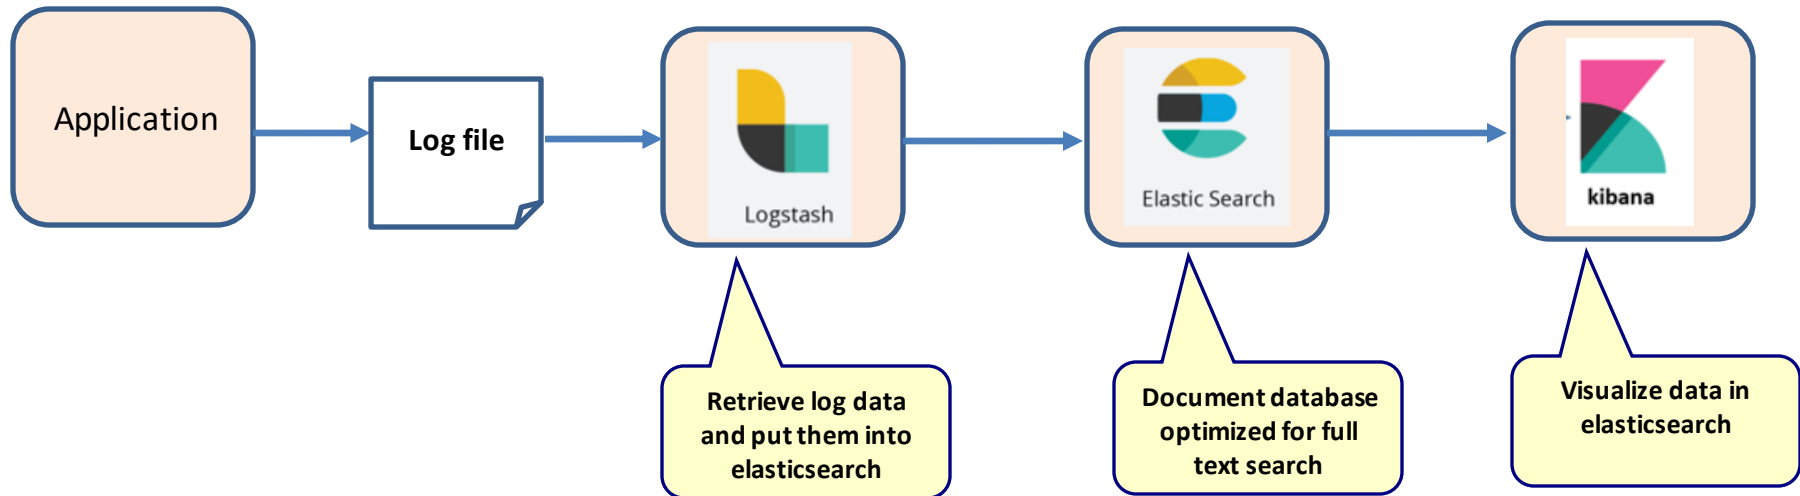 Application
Log file
Logstash
Elastic Search
kibana
Retrieve log data
and put them into
elasticsearch
Document database
optimized for full
text search
Visualize data in
elasticsearch